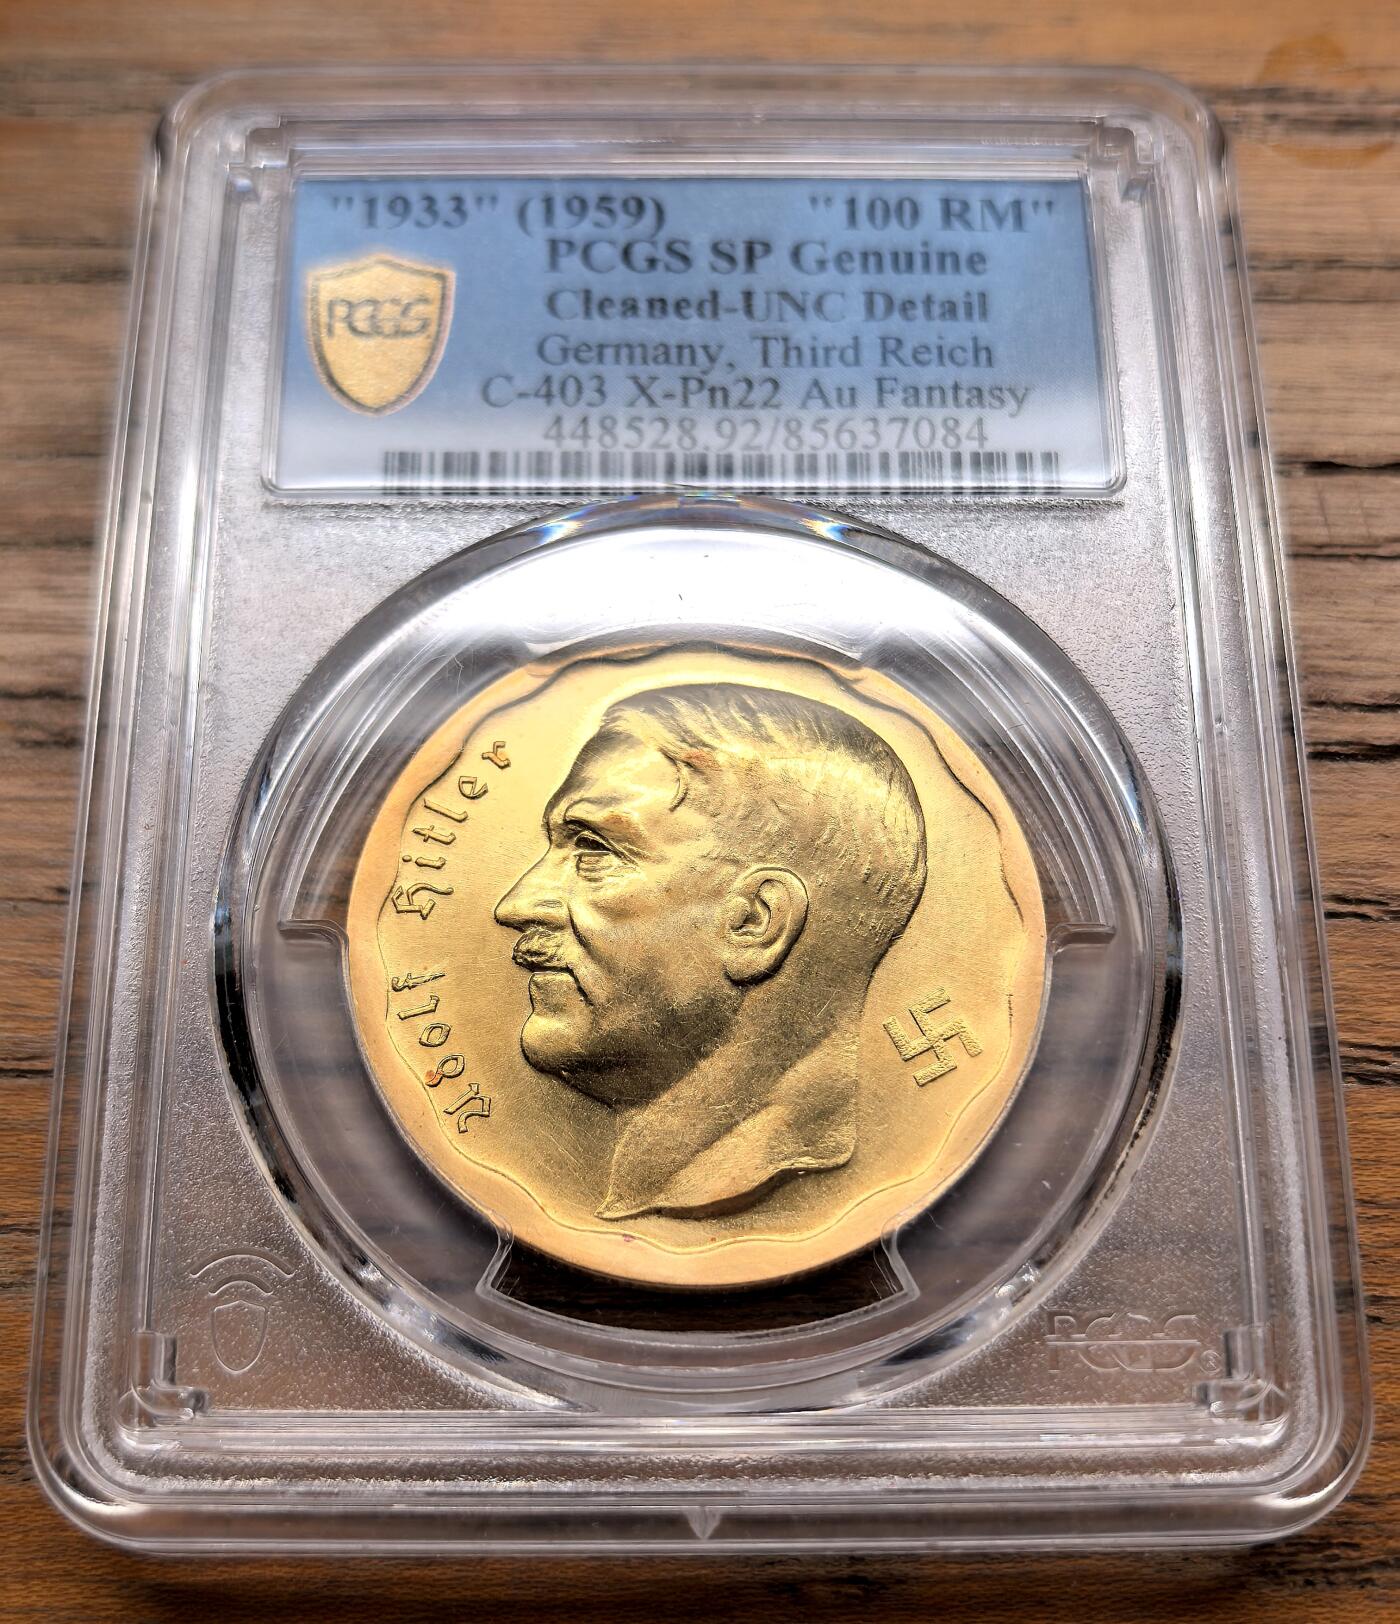 "1933" (1959) "100 RM"
PCGS SP Genuine
Cleaned-UNC Detail
Germany, Third Reich
C-403 X-Pn22 Au Fantasy
448528.92/85637084
PCGS
Adolf Hitler
PCGS®